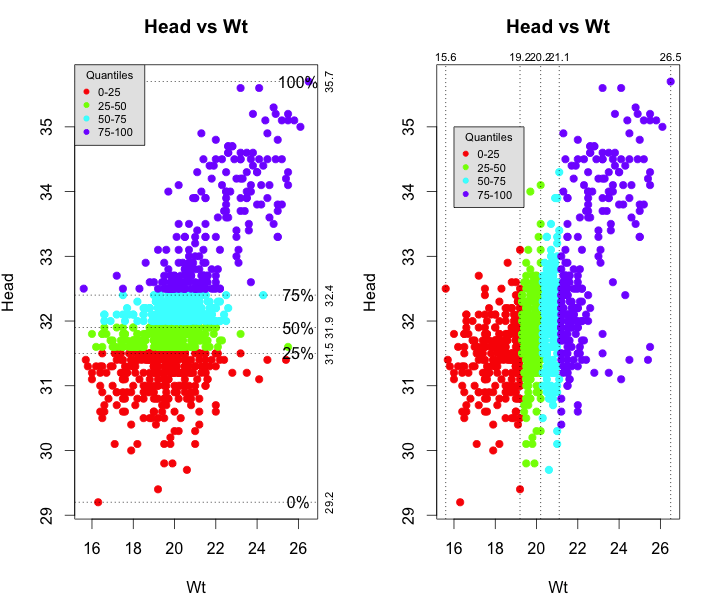 Head vs Wt
Quantiles
0-25
25-50
50-75
75-100
100%
75%
50%
25%
0%
35.7
32.4
31.9
31.5
29.2
35
34
33
32
31
30
29
Head
16 18 20 22 24 26
Wt
Head vs Wt
15.6 19.2 20.2 21.1 26.5
Quantiles
0-25
25-50
50-75
75-100
35
34
33
32
31
30
29
Head
16 18 20 22 24 26
Wt